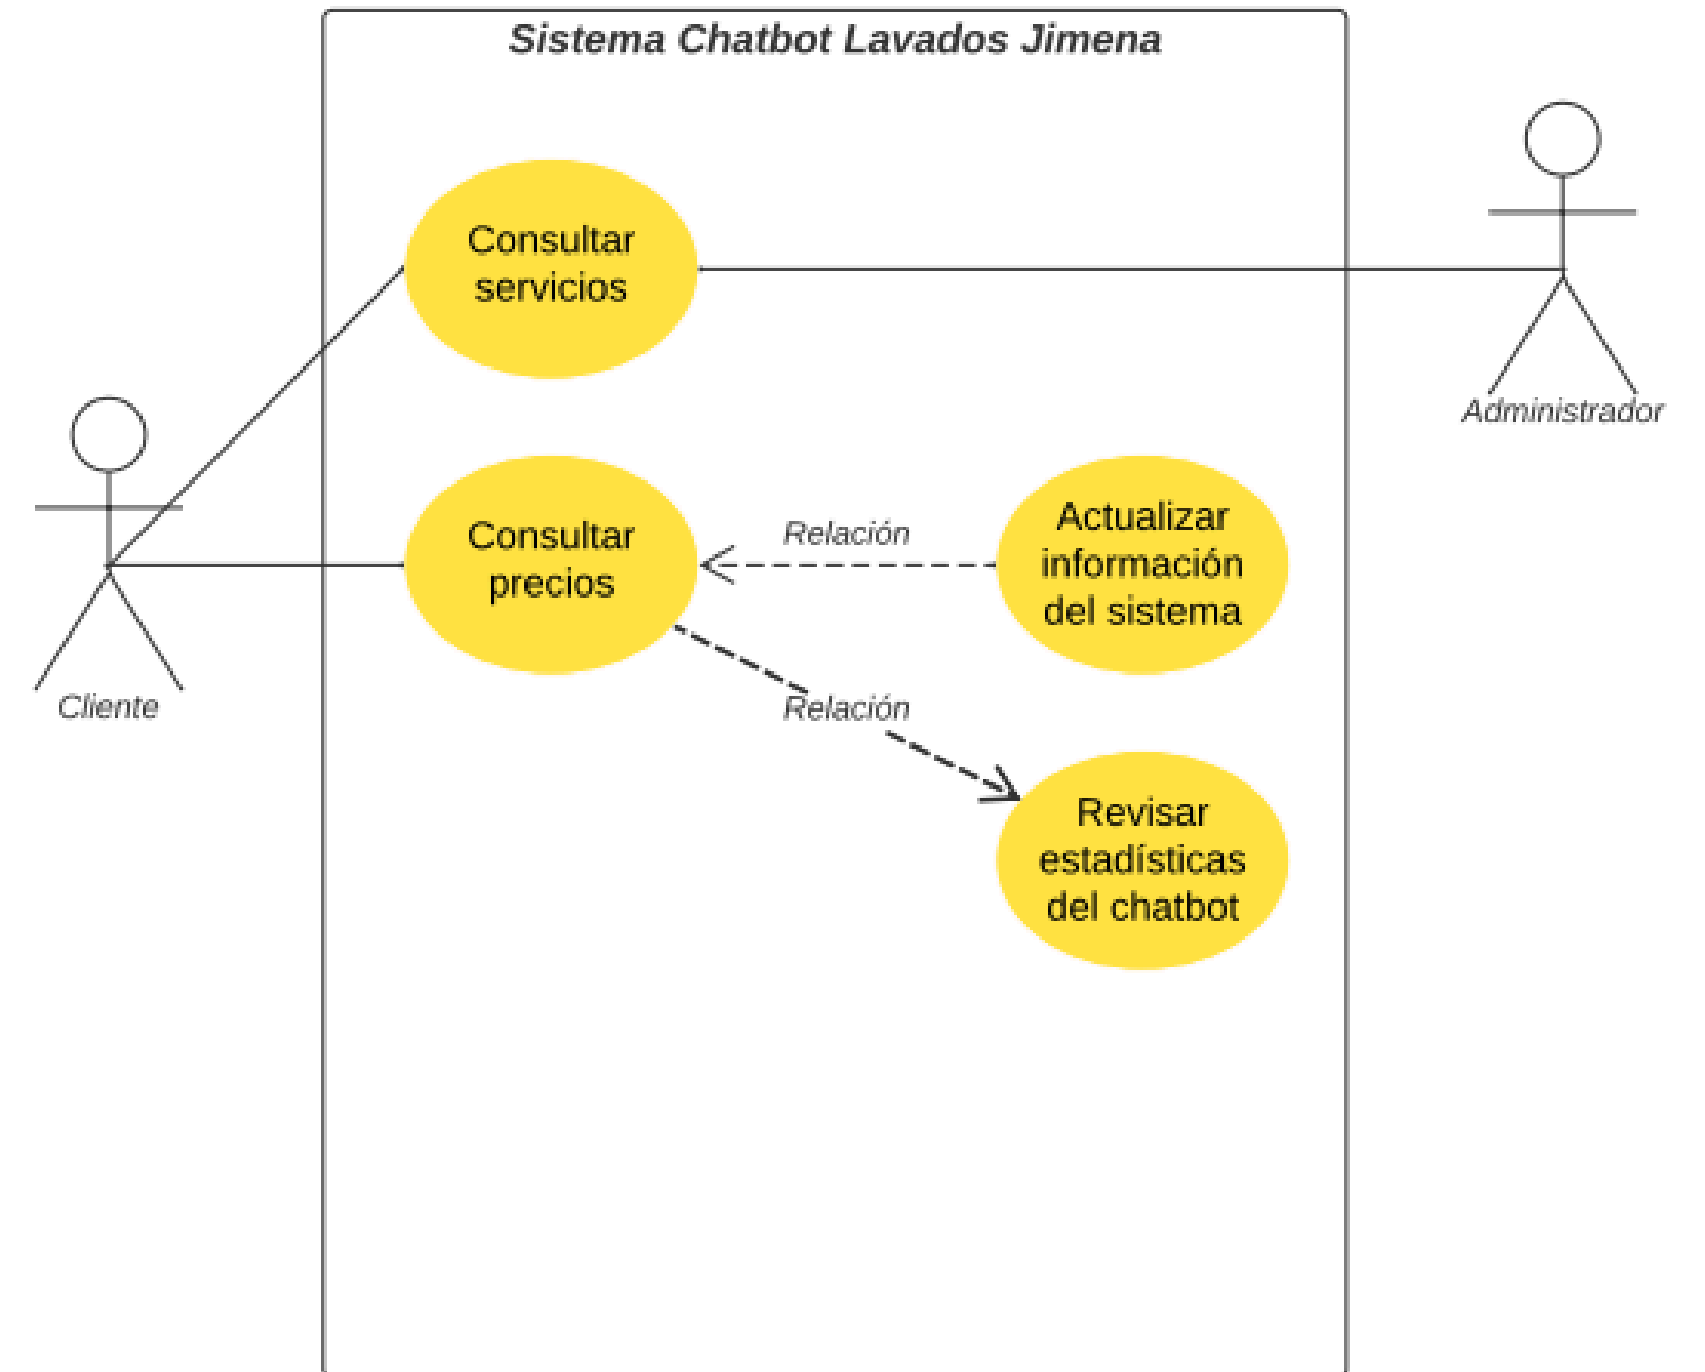 Sistema Chatbot Lavados Jimena
Consultar
servicios
Administrador
Consultar
precios
Relación
Actualizar
información
del sistema
Cliente
Relación
Revisar
estadísticas
del chatbot